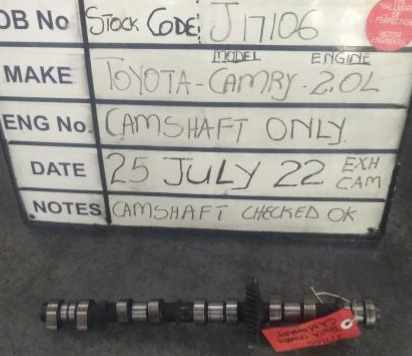 OB No STOCK CODE: J17106
MODEL ENGINE
MAKE TOYOTA - CAMRY - 2.0L
ENG No. CAMSHAFT ONLY
DATE 25 JULY 22 EXH CAM
NOTES CAMSHAFT CHECKED OK